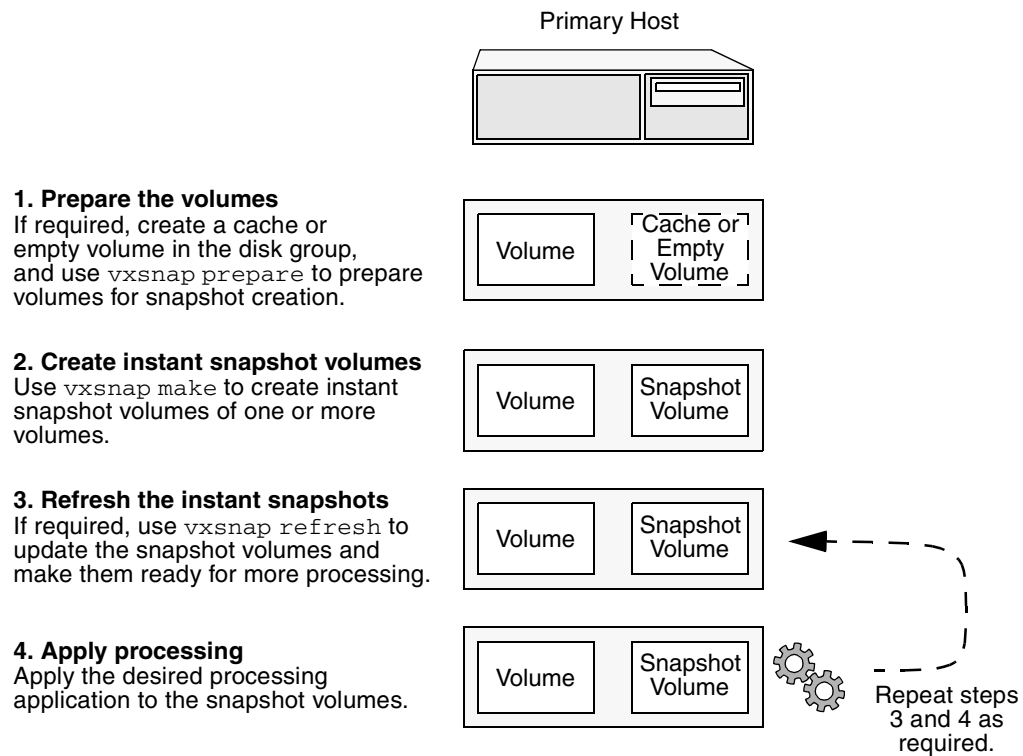 Primary Host
1. Prepare the volumes
If required, create a cache or
empty volume in the disk group,
and use vxsnap prepare to prepare
volumes for snapshot creation.
Volume
Cache or
Empty
Volume
2. Create instant snapshot volumes
Use vxsnap make to create instant
snapshot volumes of one or more
volumes.
Volume
Snapshot
Volume
3. Refresh the instant snapshots
If required, use vxsnap refresh to
update the snapshot volumes and
make them ready for more processing.
Volume
Snapshot
Volume
4. Apply processing
Apply the desired processing
application to the snapshot volumes.
Volume
Snapshot
Volume
Repeat steps
3 and 4 as
required.